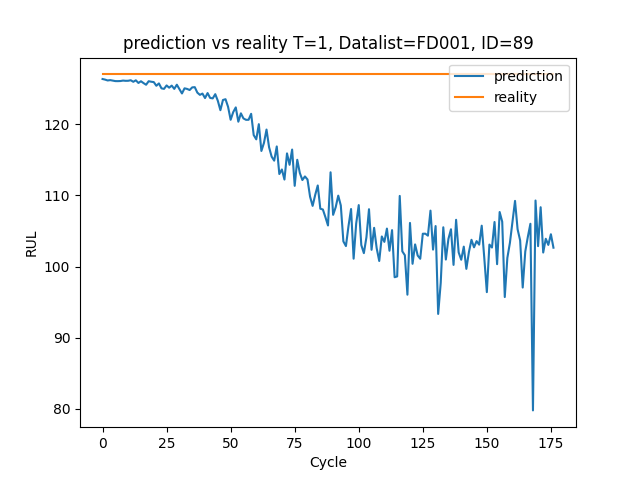 prediction vs reality T=1, Datalist=FD001, ID=89
prediction
reality
RUL
120
110
100
90
80
0 25 50 75 100 125 150 175
Cycle